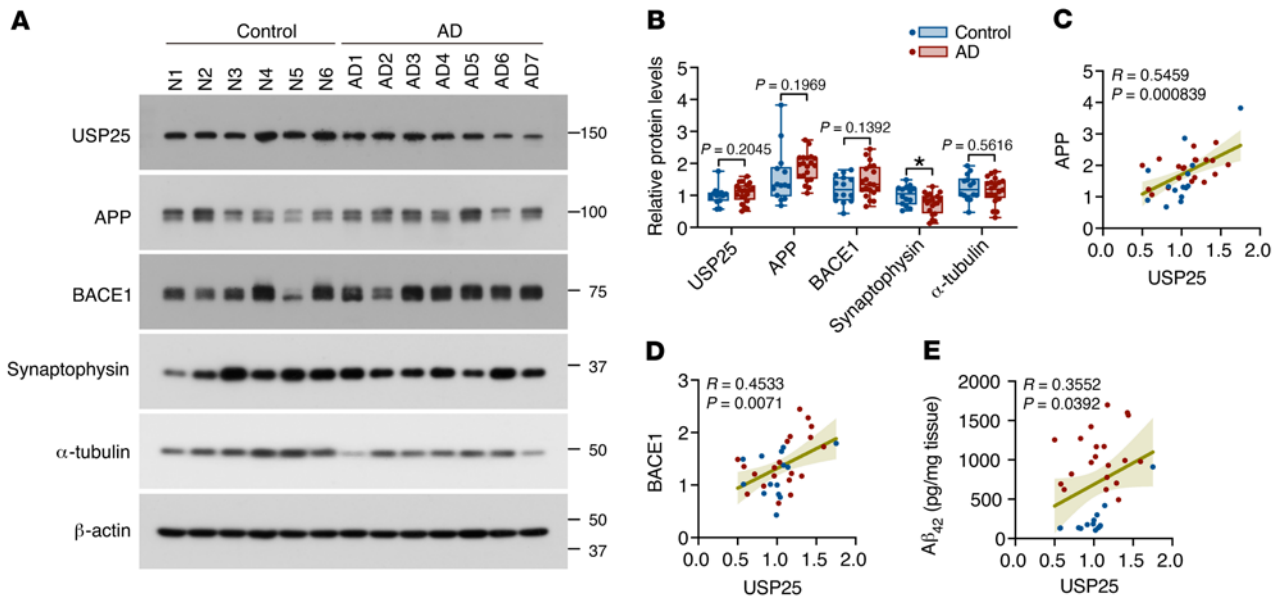 A
Control AD
N1 N2 N3 N4 N5 N6 AD1 AD2 AD3 AD4 AD5 AD6 AD7
USP25 150
APP 100
BACE1 75
Synaptophysin 37
α-tubulin 50
β-actin 50
37
B
Control
AD
Relative protein levels
5
4
3
2
1
0
P = 0.2045
P = 0.1969
P = 0.1392
*
P = 0.5616
USP25 APP BACE1 Synaptophysin α-tubulin
C
R = 0.5459
P = 0.000839
APP
5
4
3
2
1
0
0.0 0.5 1.0 1.5 2.0
USP25
D
R = 0.4533
P = 0.0071
BACE1
3
2
1
0
0 0.5 1.0 1.5 2.0
USP25
E
R = 0.3552
P = 0.0392
Aβ42 (pg/mg tissue)
2000
1500
1000
500
0
0.0 0.5 1.0 1.5 2.0
USP25